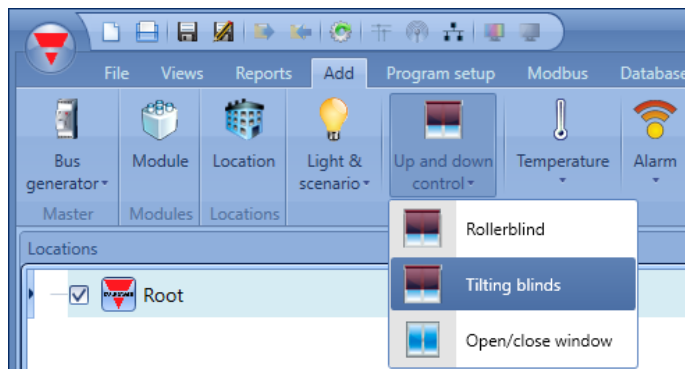 File Views Reports Add Program setup Modbus Database
Bus generator
Module
Location
Light & scenario
Up and down control
Temperature
Alarm
Master Modules Locations
Rollerblind
Locations
Tilting blinds
Root
Open/close window